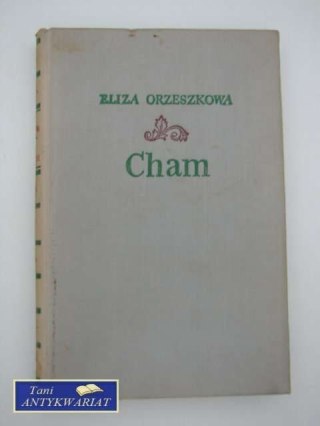 ELIZA ORZESZKOWA
Cham
Tani
ANTYKWARIAT